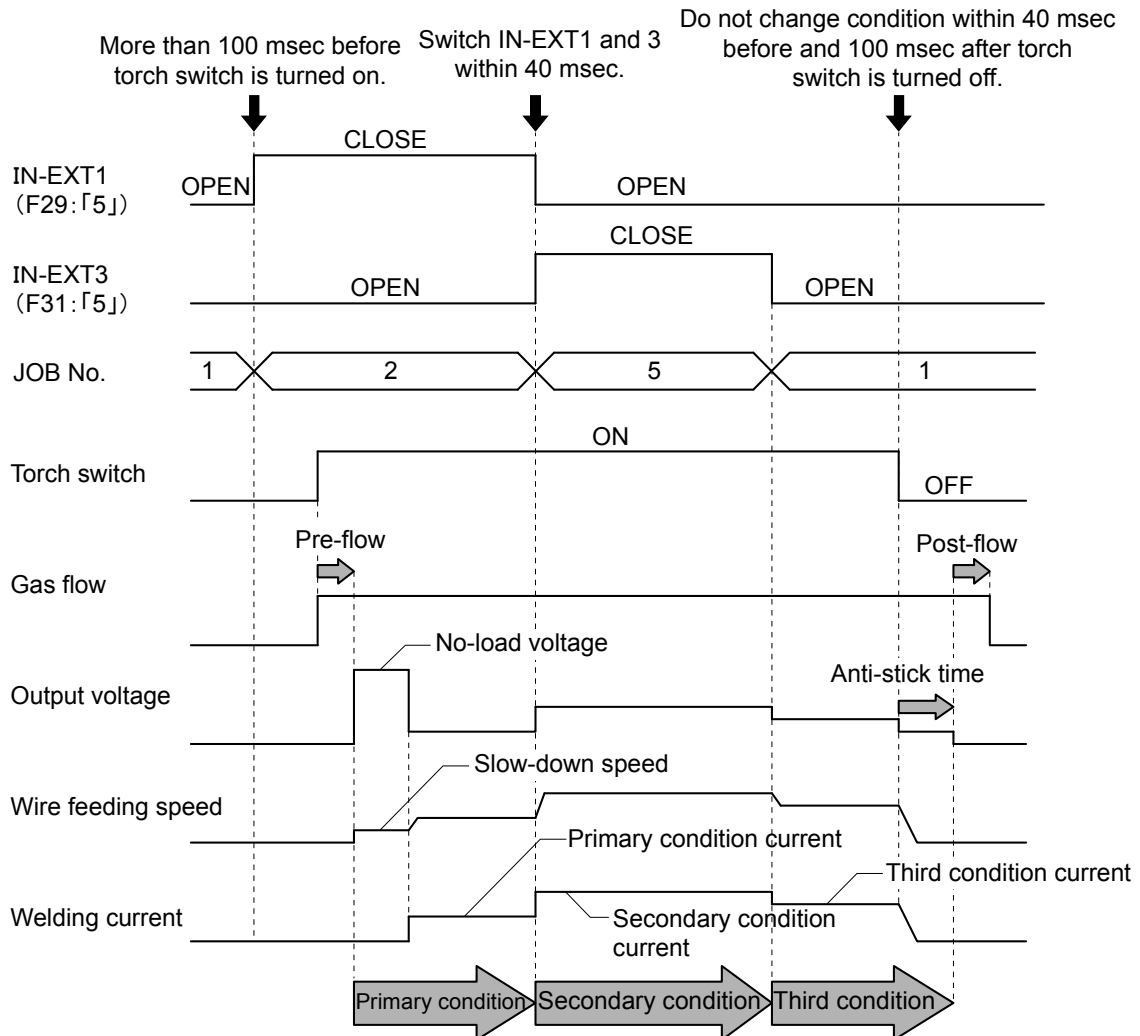 More than 100 msec before
torch switch is turned on.
Switch IN-EXT1 and 3
within 40 msec.
Do not change condition within 40 msec
before and 100 msec after torch
switch is turned off.
IN-EXT1
（F29：「5」）
OPEN
CLOSE
OPEN
IN-EXT3
（F31：「5」）
OPEN
CLOSE
OPEN
JOB No.
1
2
5
1
Torch switch
ON
OFF
Pre-flow
Post-flow
Gas flow
No-load voltage
Anti-stick time
Output voltage
Slow-down speed
Wire feeding speed
Primary condition current
Third condition current
Welding current
Secondary condition
current
Primary condition
Secondary condition
Third condition